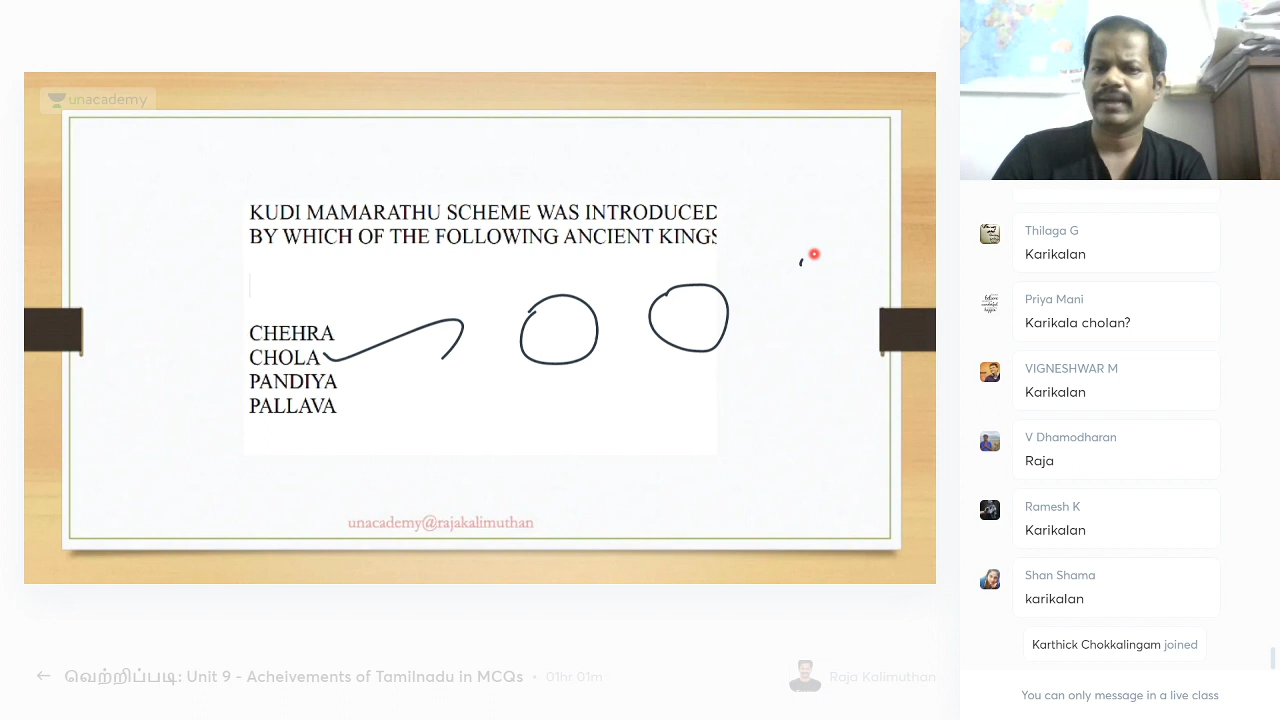 unacademy
KUDI MAMARATHU SCHEME WAS INTRODUCED
BY WHICH OF THE FOLLOWING ANCIENT KINGS
CHEHRA
CHOLA
PANDIYA
PALLAVA
unacademy@rajakalimuthan
Thilaga G
Karikalan
Priya Mani
Karikala cholan?
VIGNESHWAR M
Karikalan
V Dhamodharan
Raja
Ramesh K
Karikalan
Shan Shama
karikalan
Karthick Chokkalingam joined
You can only message in a live class
வெற்றிப்படி: Unit 9 - Acheivements of Tamilnadu in MCQs • 01hr 01m
Raja Kalimuthan